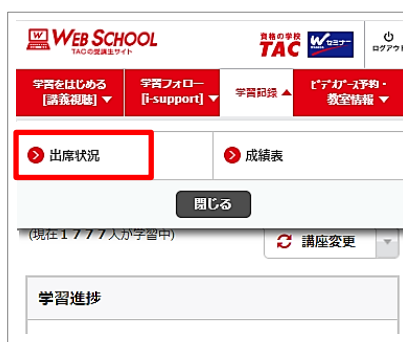 WEB SCHOOL
TACの受講生サイト
資格の学校
TAC
Wセミナー
ログアウト
学習をはじめる
[講義視聴] ▼
学習フォロー
[i-support] ▼
学習記録 ▲
ビデオブース予約・
教室情報 ▼
出席状況
成績表
閉じる
(現在1777人が学習中)
講座変更
学習進捗